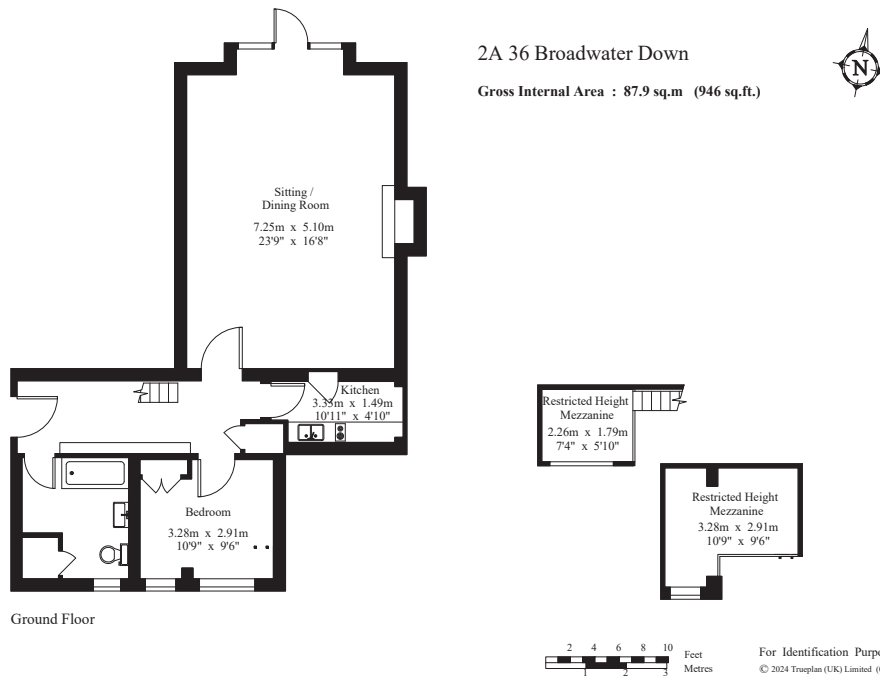 2A 36 Broadwater Down
Gross Internal Area : 87.9 sq.m (946 sq.ft.)
N
Sitting /
Dining Room
7.25m x 5.10m
23'9" x 16'8"
Kitchen
3.33m x 1.49m
10'11" x 4'10"
Restricted Height
Mezzanine
2.26m x 1.79m
7'4" x 5'10"
Bedroom
3.28m x 2.91m
10'9" x 9'6"
Restricted Height
Mezzanine
3.28m x 2.91m
10'9" x 9'6"
Ground Floor
2 4 6 8 10 Feet
1 2 3 Metres
For Identification Purpo
© 2024 Trueplan (UK) Limited (